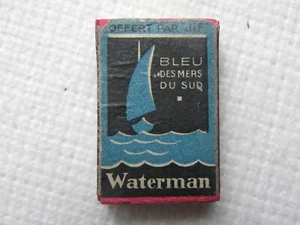 OFFERT PAR JIF
BLEU
DES MERS
DU SUD
Waterman